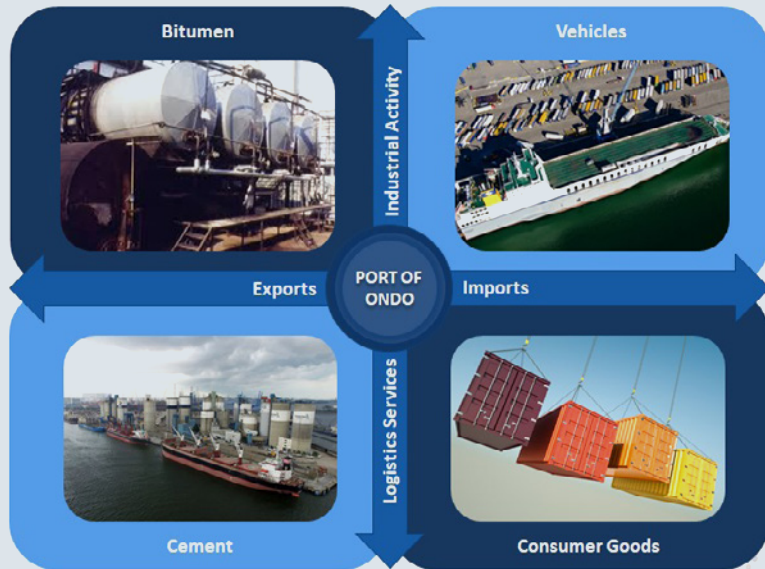 Bitumen
Vehicles
Industrial Activity
Exports
PORT OF
ONDO
Imports
Logistics Services
Cement
Consumer Goods